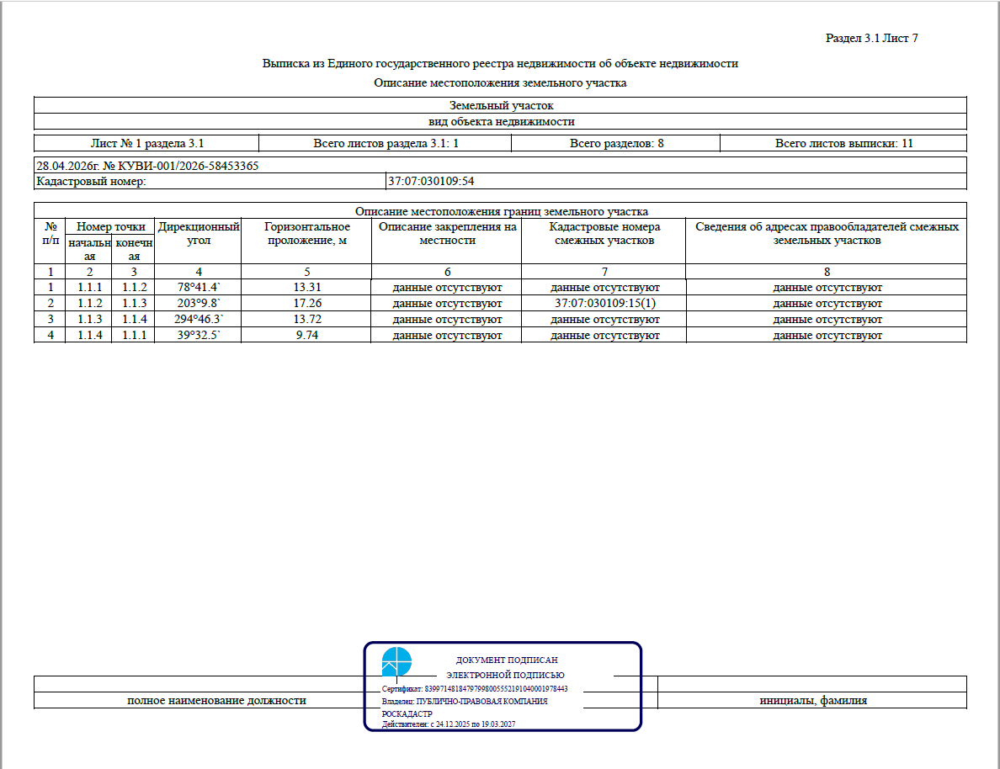 Раздел 3.1 Лист 7
Выписка из Единого государственного реестра недвижимости об объекте недвижимости
Описание местоположения земельного участка
Земельный участок
вид объекта недвижимости
Лист № 1 раздела 3.1 Всего листов раздела 3.1: 1 Всего разделов: 8 Всего листов выписки: 11
28.04.2026г. № КУВИ-001/2026-58453365
Кадастровый номер: 37:07:030109:54
Описание местоположения границ земельного участка
№ Номер точки Дирекционный Горизонтальное Описание закрепления на Кадастровые номера Сведения об адресах правообладателей смежных
п/п начальн конечн угол проложение, м местности смежных участков земельных участков
ая ая
1 2 3 4 5 6 7 8
1 1.1.1 1.1.2 78°41.4` 13.31 данные отсутствуют данные отсутствуют данные отсутствуют
2 1.1.2 1.1.3 203°9.8` 17.26 данные отсутствуют 37:07:030109:15(1) данные отсутствуют
3 1.1.3 1.1.4 294°46.3` 13.72 данные отсутствуют данные отсутствуют данные отсутствуют
4 1.1.4 1.1.1 39°32.5` 9.74 данные отсутствуют данные отсутствуют данные отсутствуют
ДОКУМЕНТ ПОДПИСАН
ЭЛЕКТРОННОЙ ПОДПИСЬЮ
Сертификат: 83997148184797998005552191040001978443
Владелец: ПУБЛИЧНО-ПРАВОВАЯ КОМПАНИЯ
РОСКАДАСТР
Действителен: с 24.12.2025 по 19.03.2027
полное наименование должности инициалы, фамилия